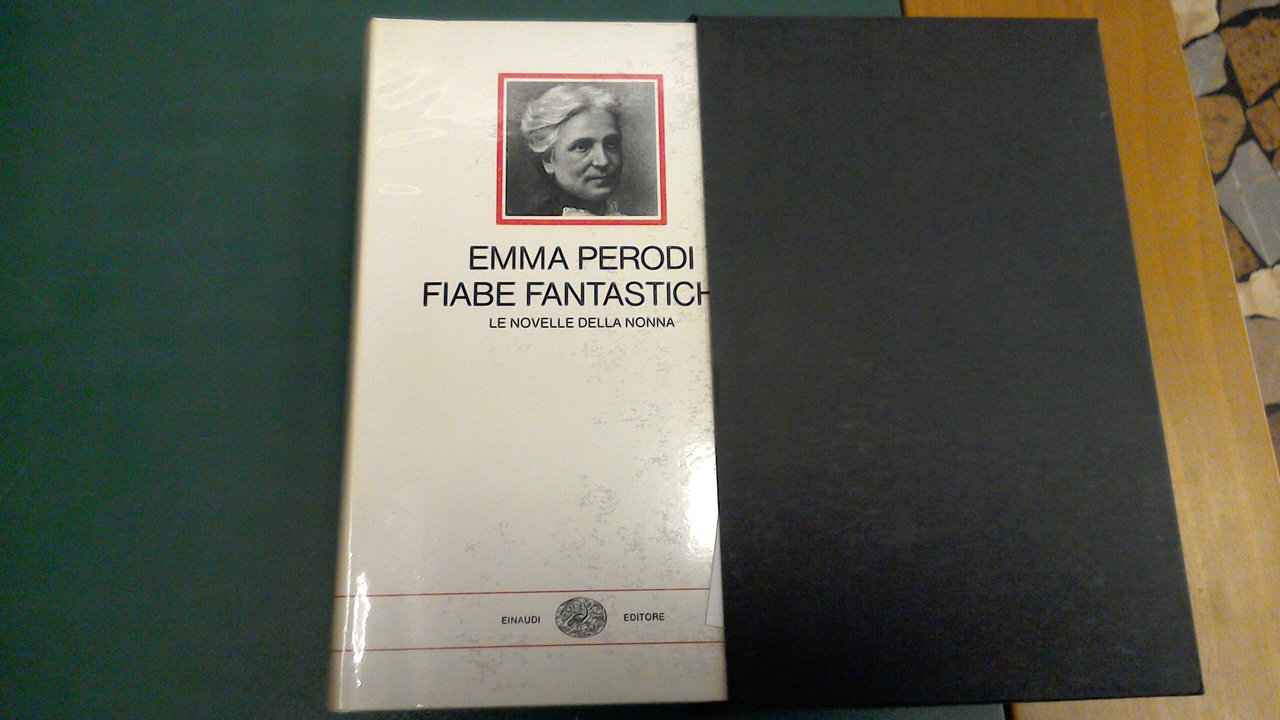 EMMA PERODI
FIABE FANTASTICH
LE NOVELLE DELLA NONNA
EINAUDI EDITORE